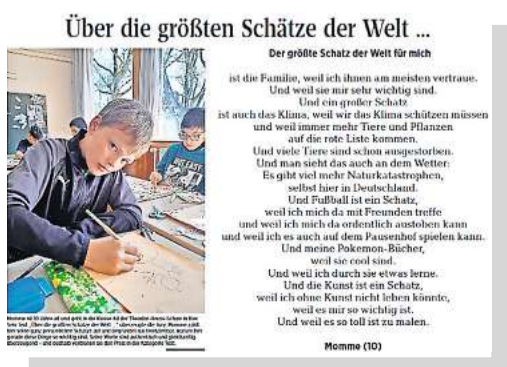 Über die größten Schätze der Welt ...
Der größte Schatz der Welt für mich
ist die Familie, weil ich ihnen am meisten vertraue.
Und weil sie mir sehr wichtig sind.
Und ein großer Schatz
ist auch das Klima, weil wir das Klima schützen müssen
und weil immer mehr Tiere und Pflanzen
auf die rote Liste kommen.
Und viele Tiere sind schon ausgestorben.
Und man sieht das auch an dem Wetter:
Es gibt viel mehr Naturkatastrophen,
selbst hier in Deutschland.
Und Fußball ist ein Schatz,
weil ich mich da mit Freunden treffe
und weil ich mich da ordentlich austoben kann
und weil ich es auch auf dem Pausenhof spielen kann.
Und meine Pokemon-Bücher,
weil sie cool sind.
Und weil ich durch sie etwas lerne.
Und die Kunst ist ein Schatz,
weil ich ohne Kunst nicht leben könnte,
weil es mir so wichtig ist.
Und weil es so toll ist zu malen.
Momme (10)